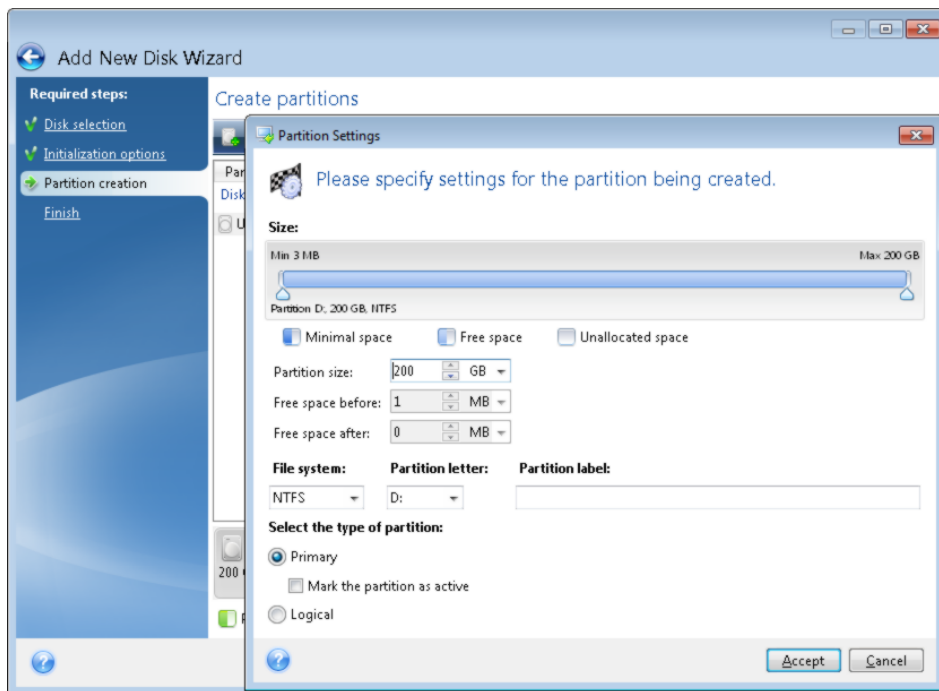 Add New Disk Wizard
Required steps:
Disk selection
Initialization options
Partition creation
Finish
Create partitions
Par
Disk
U
200
Partition Settings
Please specify settings for the partition being created.
Size:
Min 3 MB Max 200 GB
Partition D:, 200 GB, NTFS
Minimal space Free space Unallocated space
Partition size: 200 GB
Free space before: 1 MB
Free space after: 0 MB
File system: Partition letter: Partition label:
NTFS D:
Select the type of partition:
Primary
Mark the partition as active
Logical
Accept Cancel